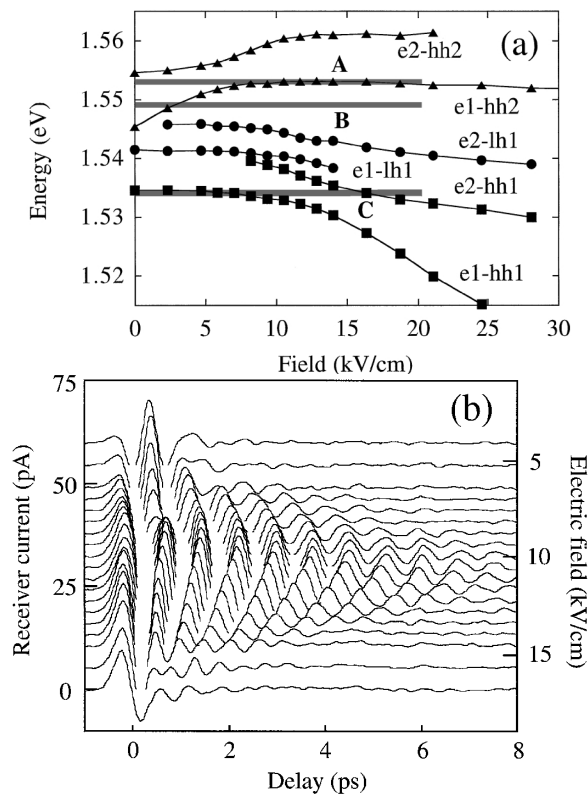 (a)
1.56
1.55
1.54
1.53
1.52
Energy (eV)
e2-hh2
A
e1-hh2
B
e2-lh1
e1-lh1
e2-hh1
C
e1-hh1
0 5 10 15 20 25 30
Field (kV/cm)
(b)
75
50
25
0
Receiver current (pA)
5
10
15
Electric field (kV/cm)
0 2 4 6 8
Delay (ps)